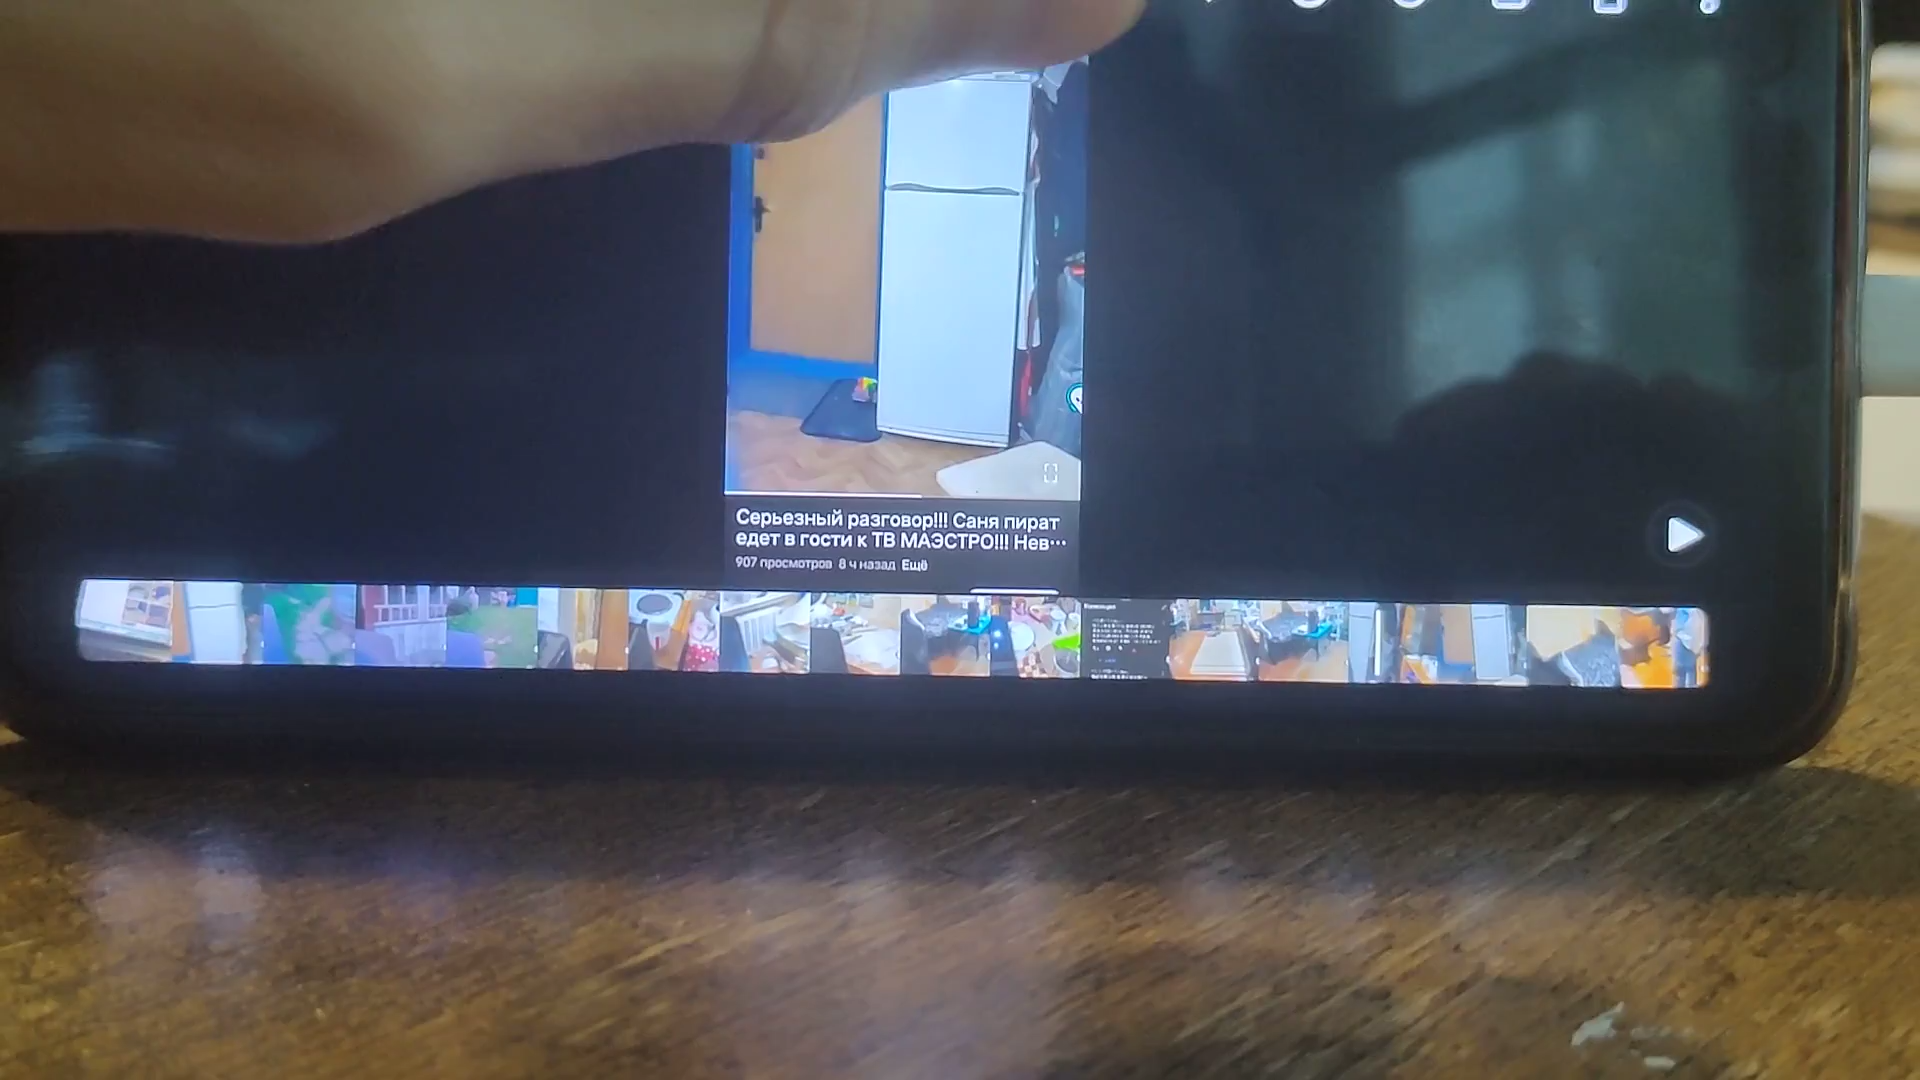 Серьезный разговор!!! Саня пират
едет в гости к ТВ МАЭСТРО!!! Нев...
907 просмотров 8 ч назад Ещё